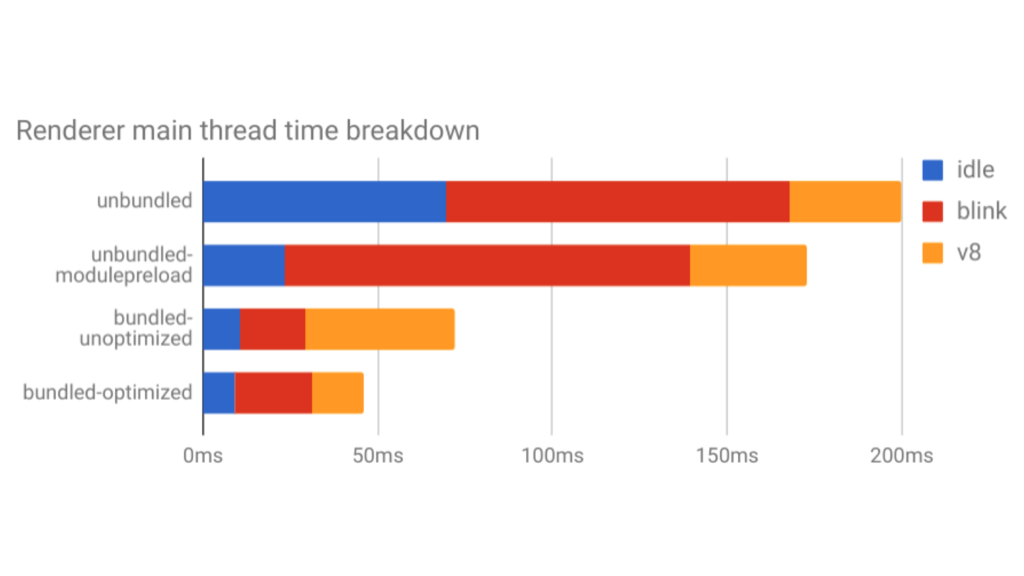 Renderer main thread time breakdown
idle
blink
v8
unbundled
unbundled-
modulepreload
bundled-
unoptimized
bundled-optimized
0ms
50ms
100ms
150ms
200ms